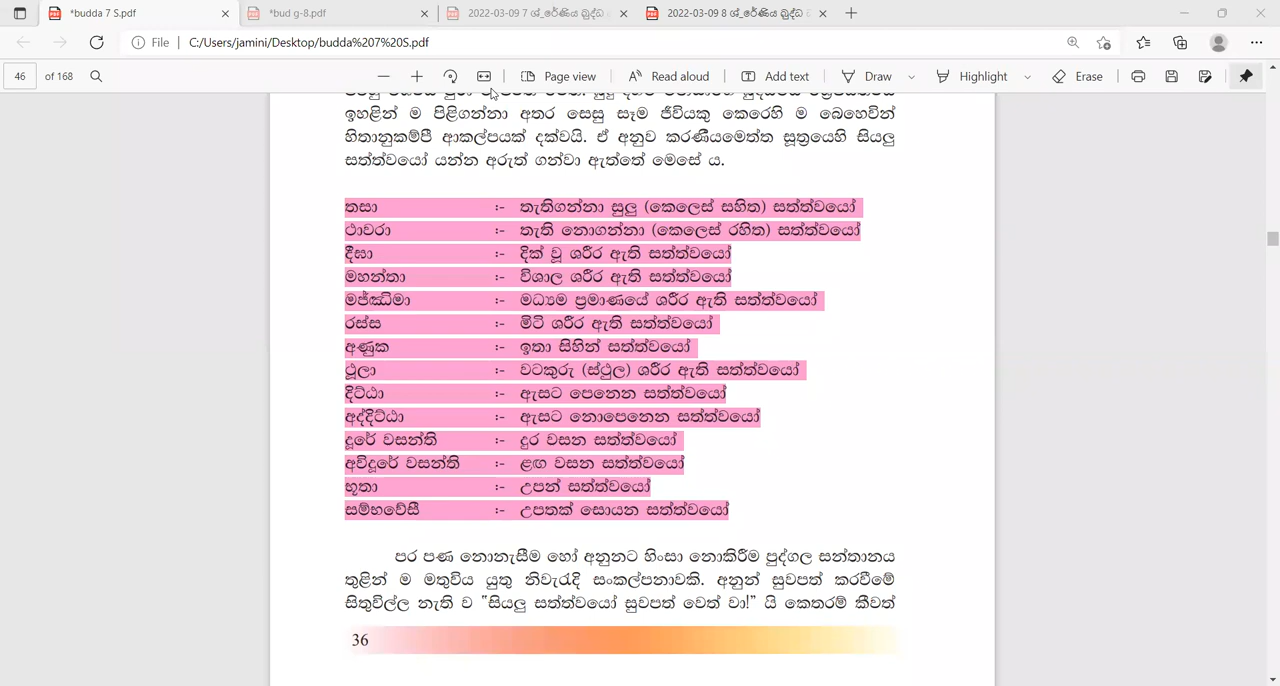 *budda 7 S.pdf
*bud g-8.pdf
2022-03-09 7 ශ්_රේණිය බුද්ධ
2022-03-09 8 ශ්_රේණිය බුද්ධ
File C:/Users/jamini/Desktop/budda%207%20S.pdf
46 of 168 Page view Read aloud Add text Draw Highlight Erase
ඉහළින් ම පිළිගන්නා අතර සෙසු සෑම ජීවියකු කෙරෙහි ම බෙහෙවින්
හිතානුකම්පී ආකල්පයක් දක්වයි. ඒ අනුව කරණීයමෙත්ත සූත්‍රයෙහි සියලු
සත්ත්වයෝ යන්න අරුත් ගන්වා ඇත්තේ මෙසේ ය.
තසා :- තැතිගන්නා සුලු (කෙලෙස් සහිත) සත්ත්වයෝ
ථාවරා :- තැති නොගන්නා (කෙලෙස් රහිත) සත්ත්වයෝ
දීඝා :- දික් වූ ශරීර ඇති සත්ත්වයෝ
මහන්තා :- විශාල ශරීර ඇති සත්ත්වයෝ
මජ්ඣිමා :- මධ්‍යම ප්‍රමාණයේ ශරීර ඇති සත්ත්වයෝ
රස්ස :- මිටි ශරීර ඇති සත්ත්වයෝ
අණුක :- ඉතා සිහින් සත්ත්වයෝ
ථූලා :- වටකුරු (ස්ථුල) ශරීර ඇති සත්ත්වයෝ
දිට්ඨා :- ඇසට පෙනෙන සත්ත්වයෝ
අද්දිට්ඨා :- ඇසට නොපෙනෙන සත්ත්වයෝ
දූරේ වසන්ති :- දුර වසන සත්ත්වයෝ
අවිදූරේ වසන්ති :- ළඟ වසන සත්ත්වයෝ
භූතා :- උපන් සත්ත්වයෝ
සම්භවේසී :- උපතක් සොයන සත්ත්වයෝ
පර පණ නොනැසීම හෝ අනුනට හිංසා නොකිරීම පුද්ගල සන්තානය
තුළින් ම මතුවිය යුතු නිවැරැදි සංකල්පනාවකි. අනුන් සුවපත් කරවීමේ
සිතුවිල්ල නැති ව "සියලු සත්ත්වයෝ සුවපත් වෙත් වා!" යි කෙතරම් කීවත්
36